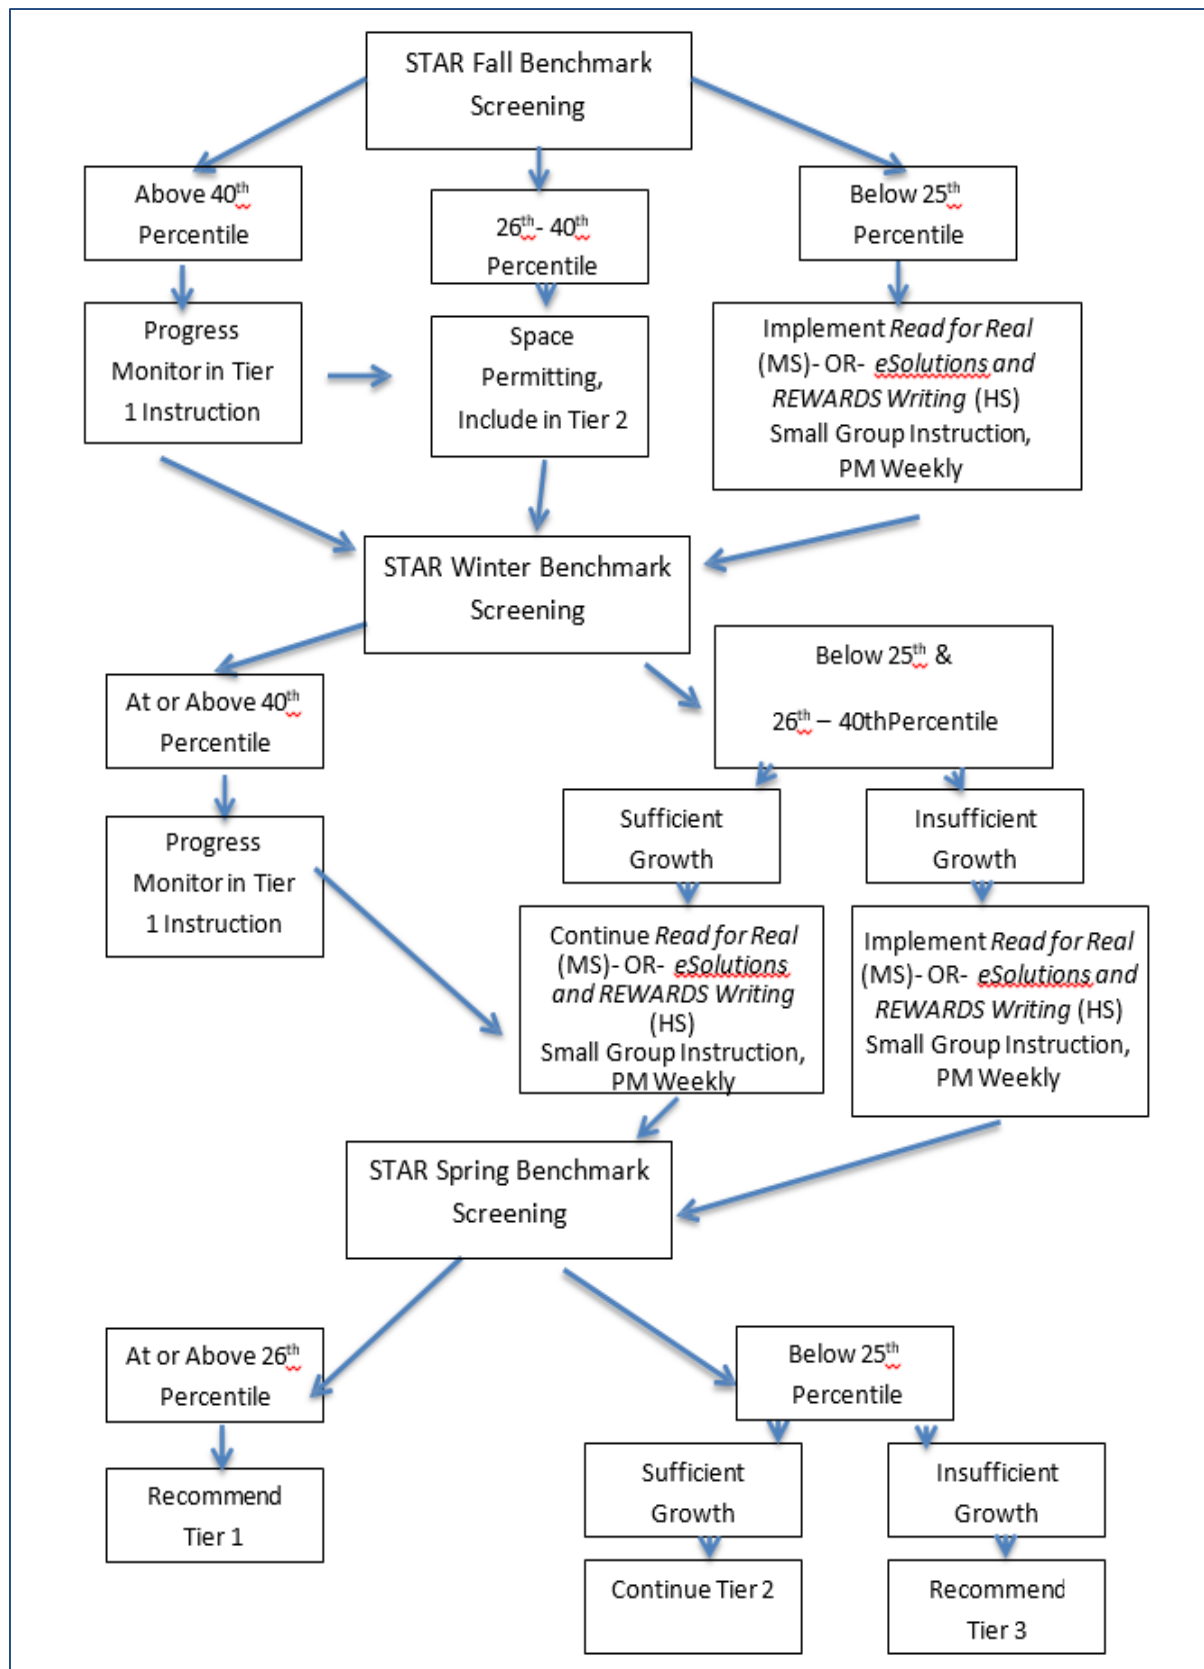 STAR Fall Benchmark
Screening
Above 40th
Percentile
26th- 40th
Percentile
Below 25th
Percentile
Progress
Monitor in Tier
1 Instruction
Space
Permitting,
Include in Tier 2
Implement Read for Real
(MS)- OR- eSolutions and
REWARDS Writing (HS)
Small Group Instruction,
PM Weekly
STAR Winter Benchmark
Screening
At or Above 40th
Percentile
Below 25th &
26th – 40thPercentile
Progress
Monitor in Tier
1 Instruction
Sufficient
Growth
Insufficient
Growth
Continue Read for Real
(MS)- OR- eSolutions
and REWARDS Writing
(HS)
Small Group Instruction,
PM Weekly
Implement Read for Real
(MS)- OR- eSolutions and
REWARDS Writing (HS)
Small Group Instruction,
PM Weekly
STAR Spring Benchmark
Screening
At or Above 26th
Percentile
Below 25th
Percentile
Recommend
Tier 1
Sufficient
Growth
Insufficient
Growth
Continue Tier 2
Recommend
Tier 3